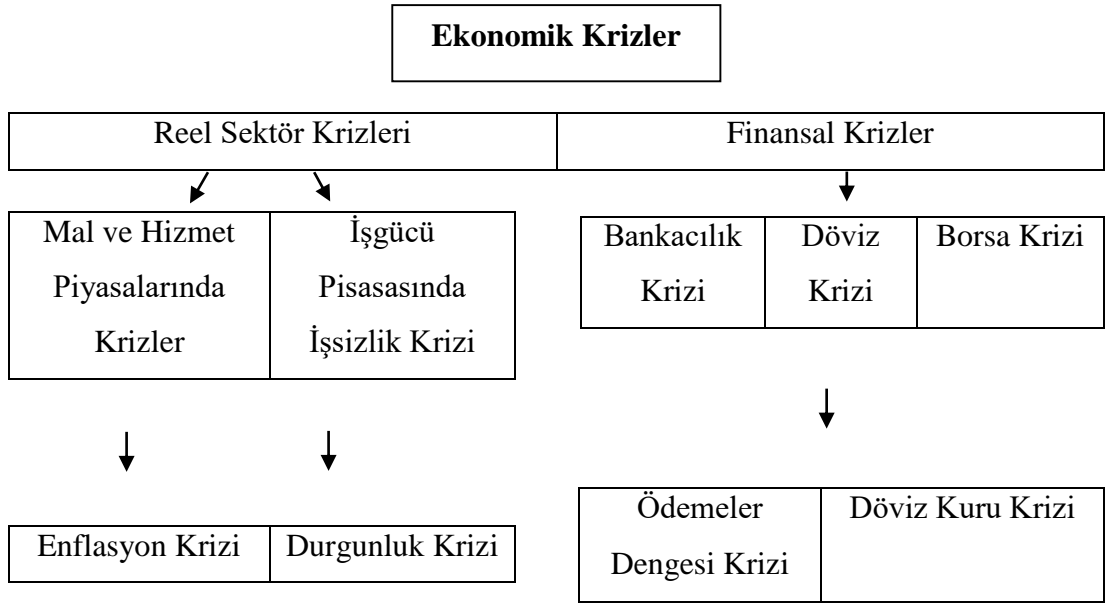 Ekonomik Krizler
Reel Sektör Krizleri
Finansal Krizler
Mal ve Hizmet
Piyasalarında
Krizler
İşgücü
Pisasasında
İşsizlik Krizi
Bankacılık
Krizi
Döviz
Krizi
Borsa Krizi
Enflasyon Krizi
Durgunluk Krizi
Ödemeler
Dengesi Krizi
Döviz Kuru Krizi